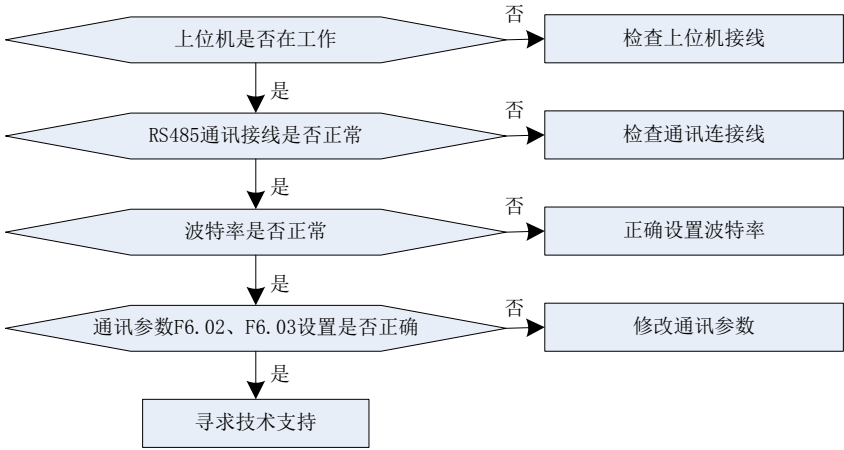 上位机是否在工作
否
检查上位机接线
是
RS485通讯接线是否正常
否
检查通讯连接线
是
波特率是否正常
否
正确设置波特率
是
通讯参数F6.02、F6.03设置是否正确
否
修改通讯参数
是
寻求技术支持